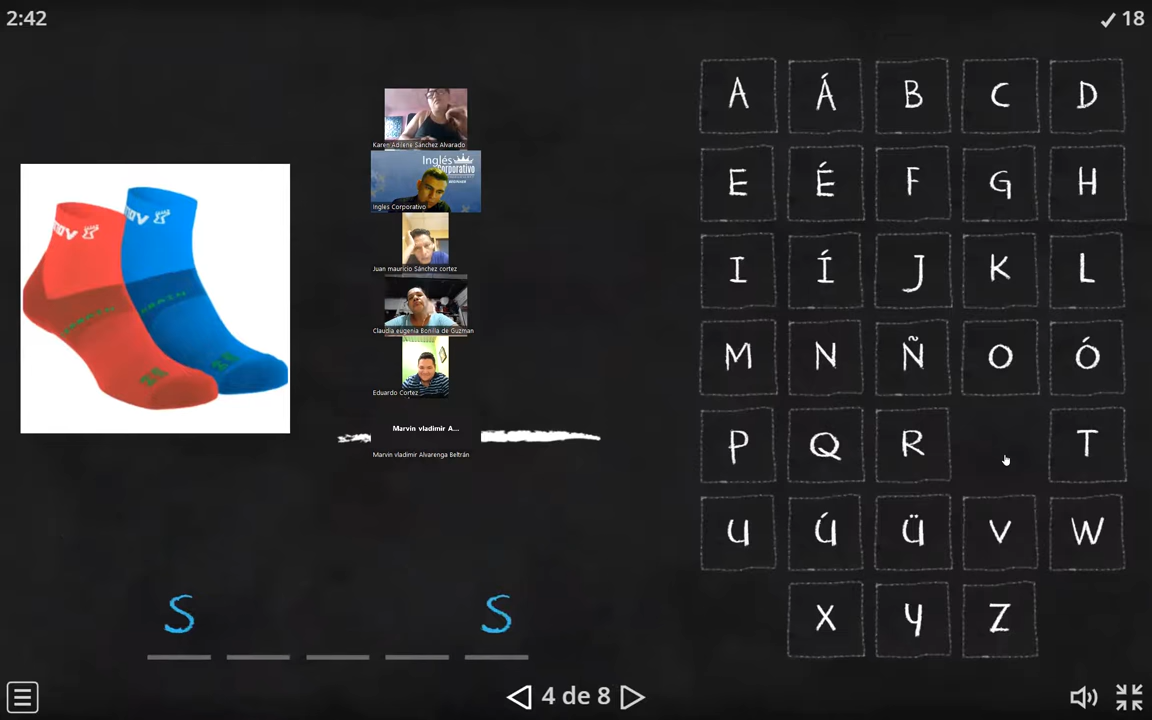 2:42
18
A Á B C D
E É F G H
I Í J K L
M N Ñ O Ó
P Q R T
U Ú Ü V W
X Y Z
Karen Adilene Sánchez Alvarado
Inglés
Corporativo
Ingles Corporativo
Juan mauricio Sánchez cortez
Claudia eugenia Bonilla de Guzman
Eduardo Cortez
Marvin vladimir A...
Marvin vladimir Alvarenga Beltrán
S S
4 de 8